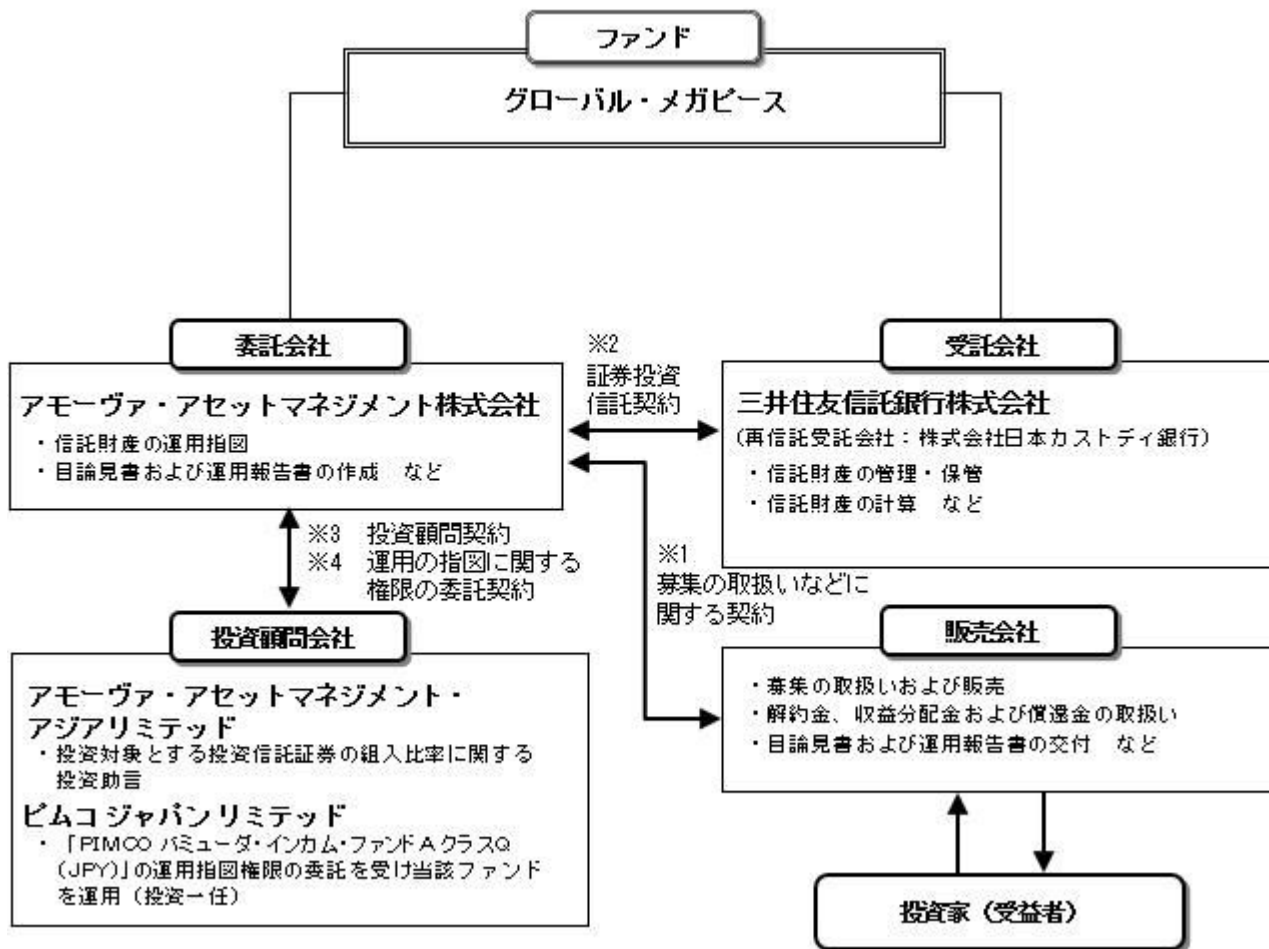 ファンド
グローバル・メガピース
委託会社
アモーヴァ・アセットマネジメント株式会社
・信託財産の運用指図
・目論見書および運用報告書の作成 など
※2
証券投資
信託契約
受託会社
三井住友信託銀行株式会社
(再信託受託会社：株式会社日本カストディ銀行)
・信託財産の管理・保管
・信託財産の計算 など
※3 投資顧問契約
※4 運用の指図に関する
権限の委託契約
※1
募集の取扱いなどに
関する契約
投資顧問会社
アモーヴァ・アセットマネジメント・
アジアリミテッド
・投資対象とする投資信託証券の組入比率に関する
投資助言
ピムコジャパンリミテッド
・「PIMCO バミューダ・インカム・ファンドA クラスQ
(JPY)」の運用指図権限の委託を受け当該ファンド
を運用（投資一任）
販売会社
・募集の取扱いおよび販売
・解約金、収益分配金および償還金の取扱い
・目論見書および運用報告書の交付 など
投資家（受益者）